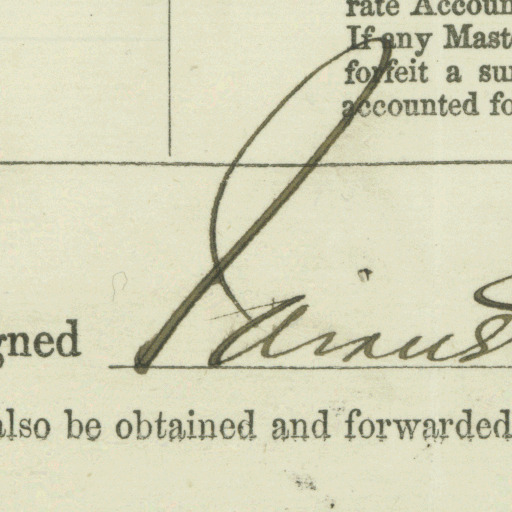 rate Accoun
If any Mast
forfeit a su
accounted fo
gned
also be obtained and forwarded